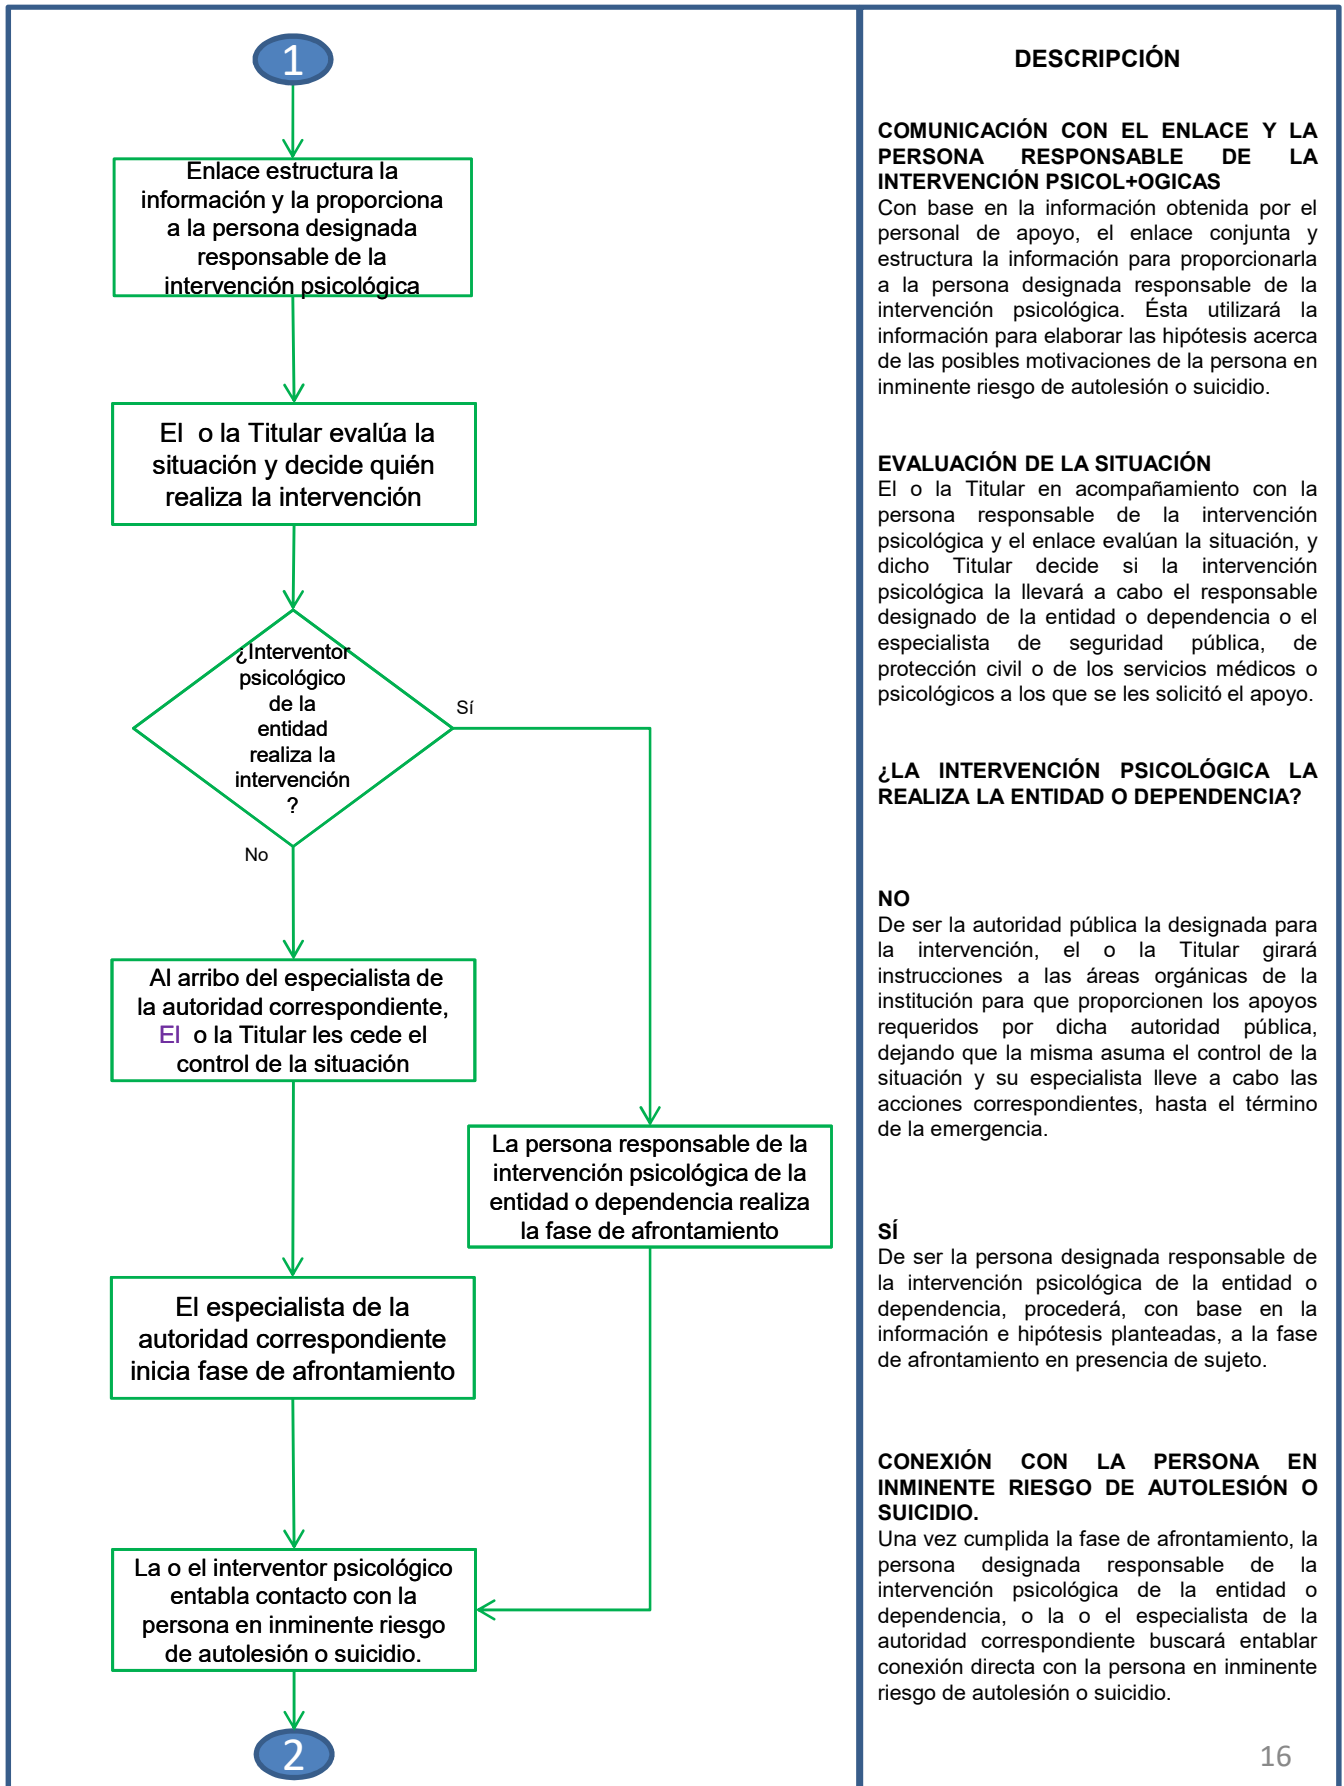 1
Enlace estructura la
información y la proporciona
a la persona designada
responsable de la
intervención psicológica
El  o la Titular evalúa la
situación y decide quién
realiza la intervención
¿Interventor
psicológico
de la
entidad
realiza la
intervención
?
Sí
No
Al arribo del especialista de
la autoridad correspondiente,
El  o la Titular les cede el
control de la situación
La persona responsable de la
intervención psicológica de la
entidad o dependencia realiza
la fase de afrontamiento
El especialista de la
autoridad correspondiente
inicia fase de afrontamiento
La o el interventor psicológico
entabla contacto con la
persona en inminente riesgo
de autolesión o suicidio.
2
DESCRIPCIÓN
COMUNICACIÓN CON EL ENLACE Y LA
PERSONA RESPONSABLE DE LA
INTERVENCIÓN PSICOL+OGICAS
Con base en la información obtenida por el
personal de apoyo, el enlace conjunta y
estructura la información para proporcionarla
a la persona designada responsable de la
intervención psicológica. Ésta utilizará la
información para elaborar las hipótesis acerca
de las posibles motivaciones de la persona en
inminente riesgo de autolesión o suicidio.
EVALUACIÓN DE LA SITUACIÓN
El o la Titular en acompañamiento con la
persona responsable de la intervención
psicológica y el enlace evalúan la situación, y
dicho Titular decide si la intervención
psicológica la llevará a cabo el responsable
designado de la entidad o dependencia o el
especialista de seguridad pública, de
protección civil o de los servicios médicos o
psicológicos a los que se les solicitó el apoyo.
¿LA INTERVENCIÓN PSICOLÓGICA LA
REALIZA LA ENTIDAD O DEPENDENCIA?
NO
De ser la autoridad pública la designada para
la intervención, el o la Titular girará
instrucciones a las áreas orgánicas de la
institución para que proporcionen los apoyos
requeridos por dicha autoridad pública,
dejando que la misma asuma el control de la
situación y su especialista lleve a cabo las
acciones correspondientes, hasta el término
de la emergencia.
SÍ
De ser la persona designada responsable de
la intervención psicológica de la entidad o
dependencia, procederá, con base en la
información e hipótesis planteadas, a la fase
de afrontamiento en presencia de sujeto.
CONEXIÓN CON LA PERSONA EN
INMINENTE RIESGO DE AUTOLESIÓN O
SUICIDIO.
Una vez cumplida la fase de afrontamiento, la
persona designada responsable de la
intervención psicológica de la entidad o
dependencia, o la o el especialista de la
autoridad correspondiente buscará entablar
conexión directa con la persona en inminente
riesgo de autolesión o suicidio.
16